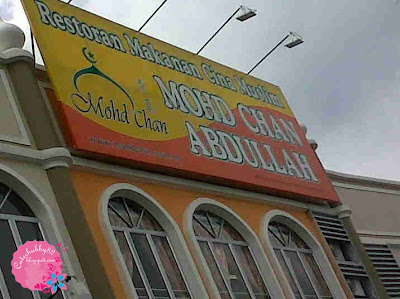 Restoran Makanan Cina Muslim
MOHD CHAN
ABDULLAH
Mohd Chan